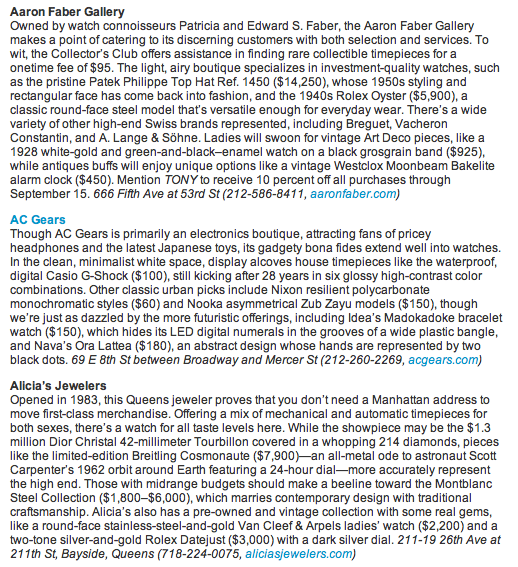 Aaron Faber Gallery
Owned by watch connoisseurs Patricia and Edward S. Faber, the Aaron Faber Gallery
makes a point of catering to its discerning customers with both selection and services. To
wit, the Collector's Club offers assistance in finding rare collectible timepieces for a
onetime fee of $95. The light, airy boutique specializes in investment-quality watches, such
as the pristine Patek Philippe Top Hat Ref. 1450 ($14,250), whose 1950s styling and
rectangular face has come back into fashion, and the 1940s Rolex Oyster ($5,900), a
classic round-face steel model that's versatile enough for everyday wear. There's a wide
variety of other high-end Swiss brands represented, including Breguet, Vacheron
Constantin, and A. Lange & Söhne. Ladies will swoon for vintage Art Deco pieces, like a
1928 white-gold and green-and-black–enamel watch on a black grosgrain band ($925),
while antiques buffs will enjoy unique options like a vintage Westclox Moonbeam Bakelite
alarm clock ($450). Mention TONY to receive 10 percent off all purchases through
September 15. 666 Fifth Ave at 53rd St (212-586-8411, aaronfaber.com)
AC Gears
Though AC Gears is primarily an electronics boutique, attracting fans of pricey
headphones and the latest Japanese toys, its gadgety bona fides extend well into watches.
In the clean, minimalist white space, display alcoves house timepieces like the waterproof,
digital Casio G-Shock ($100), still kicking after 28 years in six glossy high-contrast color
combinations. Other classic urban picks include Nixon resilient polycarbonate
monochromatic styles ($60) and Nooka asymmetrical Zub Zayu models ($150), though
we're just as dazzled by the more futuristic offerings, including Idea's Madokadoke bracelet
watch ($150), which hides its LED digital numerals in the grooves of a wide plastic bangle,
and Nava's Ora Lattea ($180), an abstract design whose hands are represented by two
black dots. 69 E 8th St between Broadway and Mercer St (212-260-2269, acgears.com)
Alicia's Jewelers
Opened in 1983, this Queens jeweler proves that you don't need a Manhattan address to
move first-class merchandise. Offering a mix of mechanical and automatic timepieces for
both sexes, there's a watch for all taste levels here. While the showpiece may be the $1.3
million Dior Christal 42-millimeter Tourbillon covered in a whopping 214 diamonds, pieces
like the limited-edition Breitling Cosmonaute ($7,900)—an all-metal ode to astronaut Scott
Carpenter's 1962 orbit around Earth featuring a 24-hour dial—more accurately represent
the high end. Those with midrange budgets should make a beeline toward the Montblanc
Steel Collection ($1,800–$6,000), which marries contemporary design with traditional
craftsmanship. Alicia's also has a pre-owned and vintage collection with some real gems,
like a round-face stainless-steel-and-gold Van Cleef & Arpels ladies' watch ($2,200) and a
two-tone silver-and-gold Rolex Datejust ($3,000) with a dark silver dial. 211-19 26th Ave at
211th St, Bayside, Queens (718-224-0075, aliciasjewelers.com)